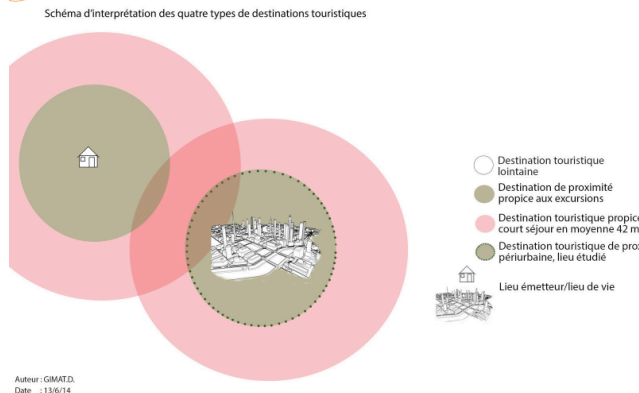 Schéma d'interprétation des quatre types de destinations touristiques
Destination touristique
lointaine
Destination de proximité
propice aux excursions
Destination touristique propice
court séjour en moyenne 42 m
Destination touristique de prox
périurbaine, lieu étudié
Lieu émetteur/lieu de vie
Auteur : GIMAT.D.
Date : 13/6/14